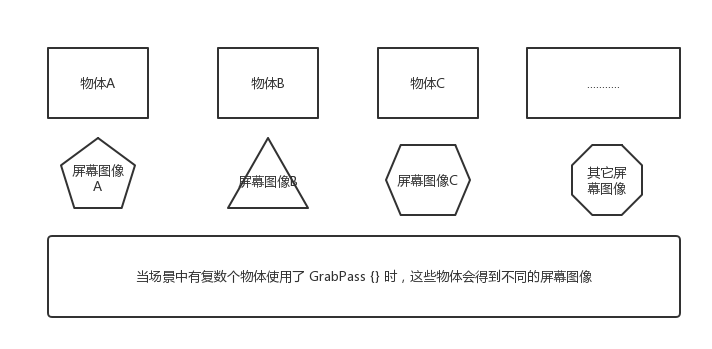 物体A
物体B
物体C
...........
屏幕图像
A
屏幕图像B
屏幕图像C
其它屏
幕图像
当场景中有复数个物体使用了 GrabPass {} 时，这些物体会得到不同的屏幕图像